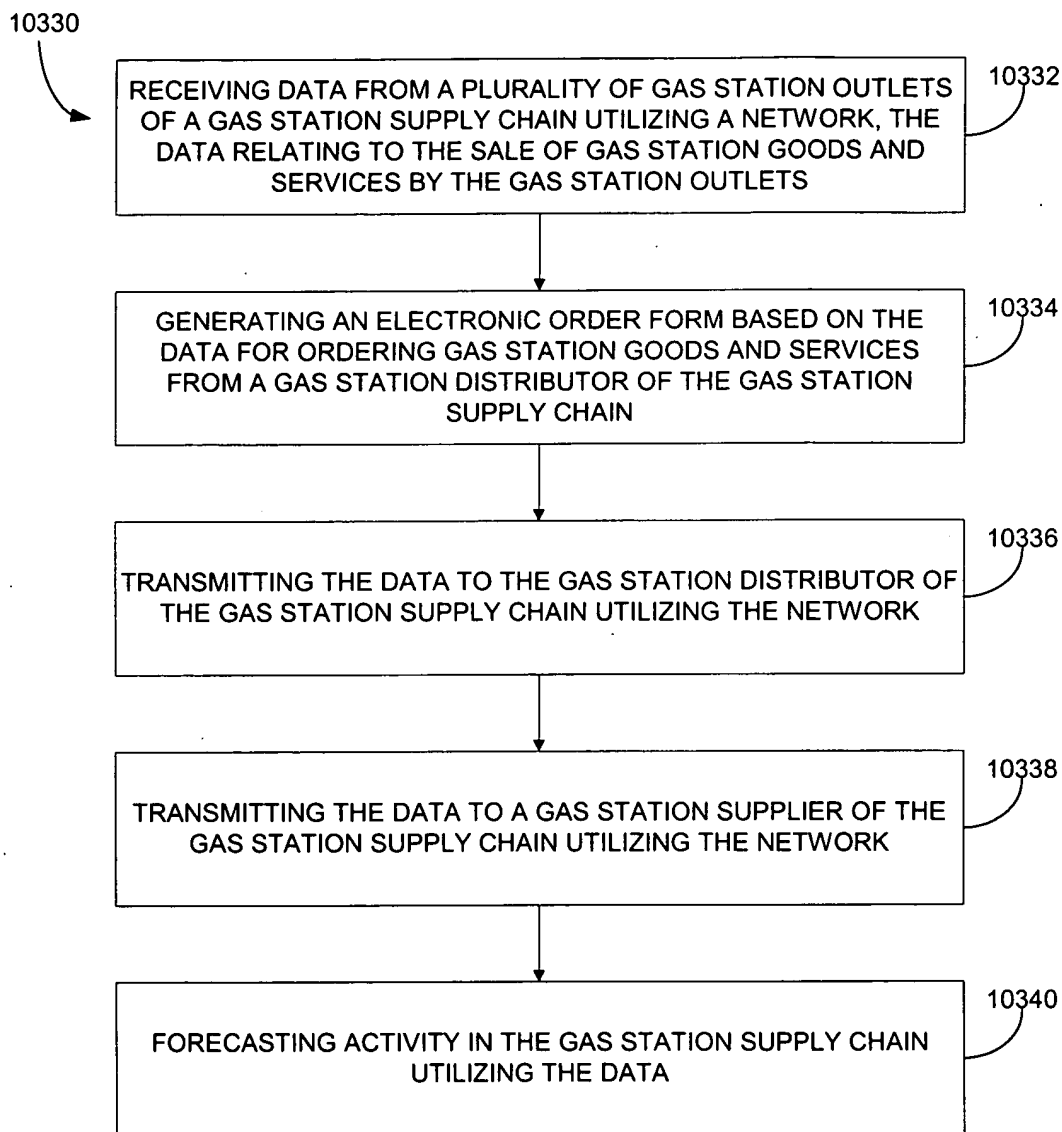 10330
10332
RECEIVING DATA FROM A PLURALITY OF GAS STATION OUTLETS
OF A GAS STATION SUPPLY CHAIN UTILIZING A NETWORK, THE
DATA RELATING TO THE SALE OF GAS STATION GOODS AND
SERVICES BY THE GAS STATION OUTLETS
10334
GENERATING AN ELECTRONIC ORDER FORM BASED ON THE
DATA FOR ORDERING GAS STATION GOODS AND SERVICES
FROM A GAS STATION DISTRIBUTOR OF THE GAS STATION
SUPPLY CHAIN
10336
TRANSMITTING THE DATA TO THE GAS STATION DISTRIBUTOR OF
THE GAS STATION SUPPLY CHAIN UTILIZING THE NETWORK
10338
TRANSMITTING THE DATA TO A GAS STATION SUPPLIER OF THE
GAS STATION SUPPLY CHAIN UTILIZING THE NETWORK
10340
FORECASTING ACTIVITY IN THE GAS STATION SUPPLY CHAIN
UTILIZING THE DATA